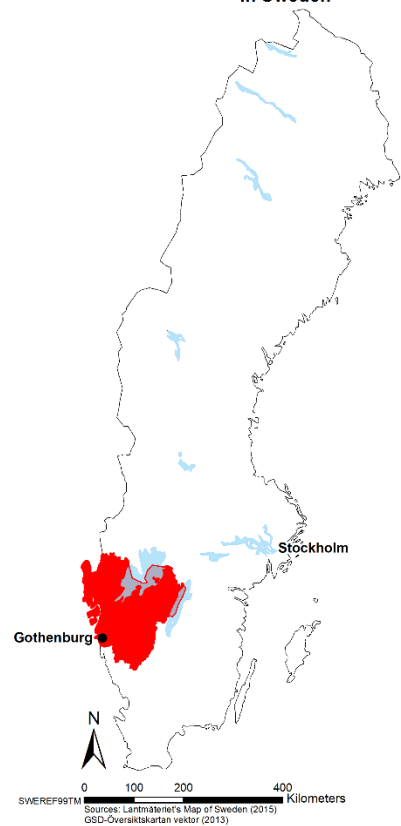 in Sweden
Stockholm
Gothenburg
N
0 100 200 400
SWEREF99TM Kilometers
Sources: Lantmäteriet's Map of Sweden (2015)
GSD-Översiktskartan vektor (2013)